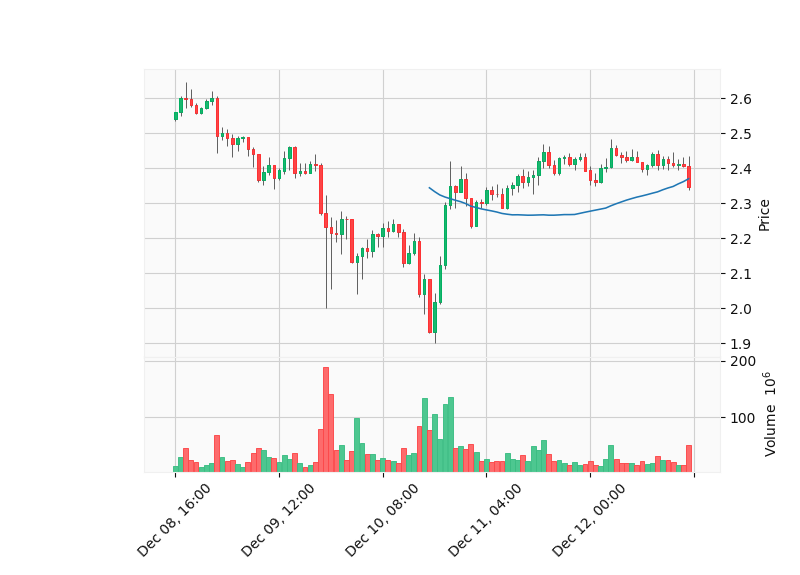 2.6
2.5
2.4
2.3
2.2
2.1
2.0
1.9
Price
200
100
Volume 10^6
Dec 08, 16:00
Dec 09, 12:00
Dec 10, 08:00
Dec 11, 04:00
Dec 12, 00:00